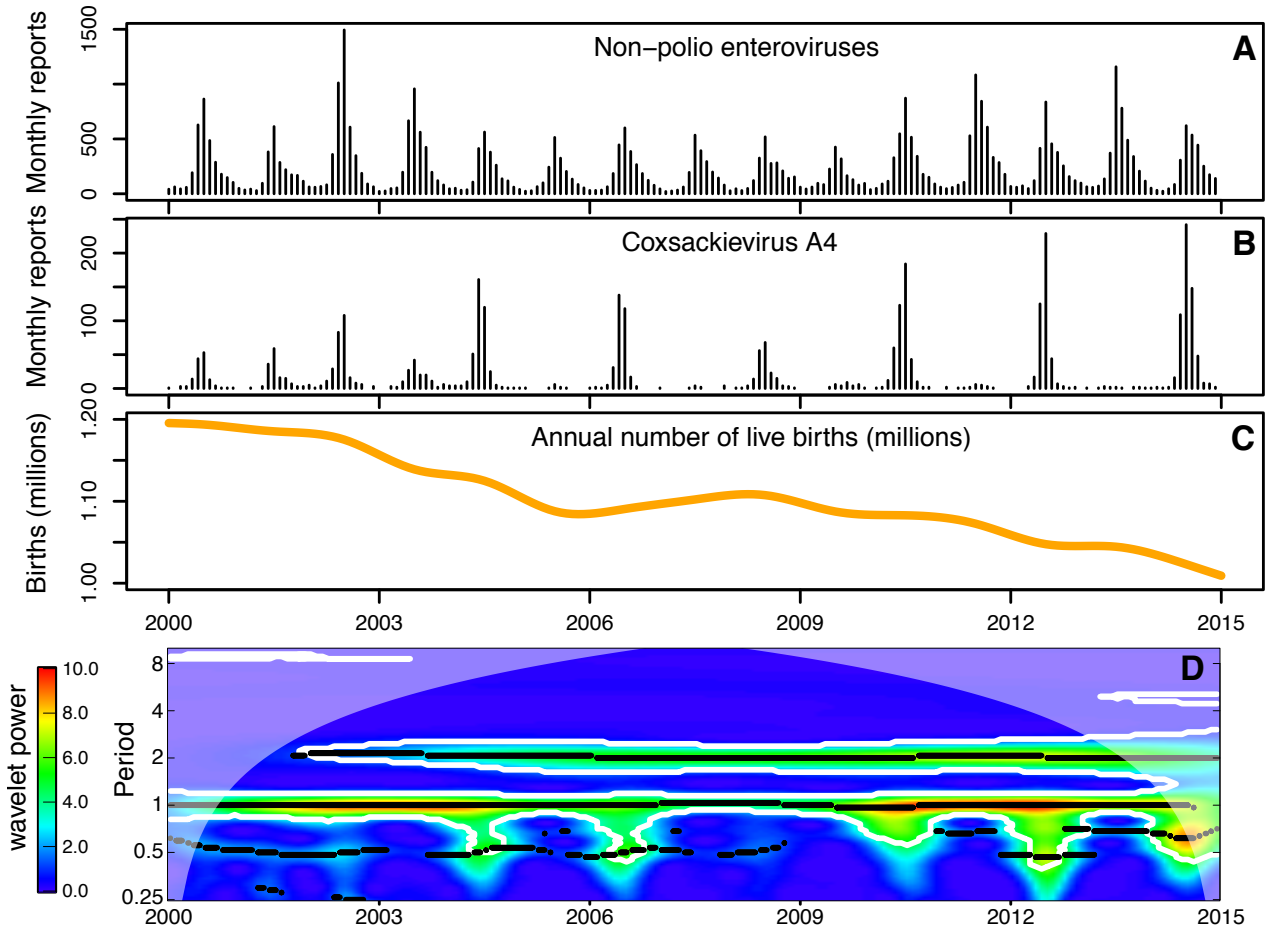 Non−polio enteroviruses
A
Monthly reports
0
500
1500
Coxsackievirus A4
B
Monthly reports
0
100
200
Annual number of live births (millions)
C
Births (millions)
1.00
1.10
1.20
2000 2003 2006 2009 2012 2015
D
wavelet power
10.0
8.0
6.0
4.0
2.0
0.0
Period
8
4
2
1
0.5
0.25
2000 2003 2006 2009 2012 2015